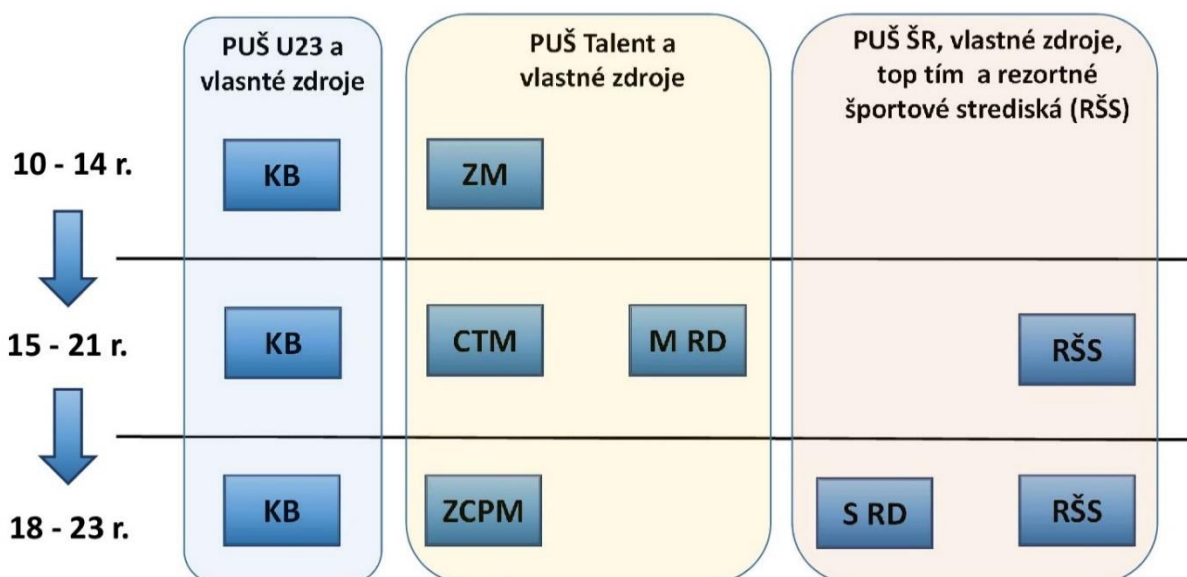 PUŠ U23 a
vlasnté zdroje
PUŠ Talent a
vlastné zdroje
PUŠ ŠR, vlastné zdroje,
top tím a rezortné
športové strediská (RŠS)
10 - 14 r.
KB
ZM
15 - 21 r.
KB
CTM
M RD
RŠS
18 - 23 r.
KB
ZCPM
S RD
RŠS